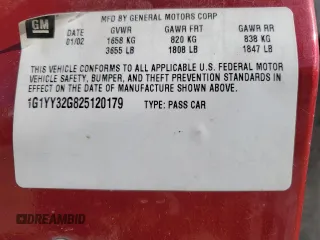 GM
MFD BY GENERAL MOTORS CORP
DATE GVWR GAWR FRT GAWR RR
01/02 1658 KG 820 KG 838 KG
3655 LB 1808 LB 1847 LB
THIS VEHICLE CONFORMS TO ALL APPLICABLE U.S. FEDERAL MOTOR
VEHICLE SAFETY, BUMPER, AND THEFT PREVENTION STANDARDS
IN EFFECT ON THE DATE OF MANUFACTURE SHOWN ABOVE.
1G1YY32G825120179 TYPE: PASS CAR
DREAMBID